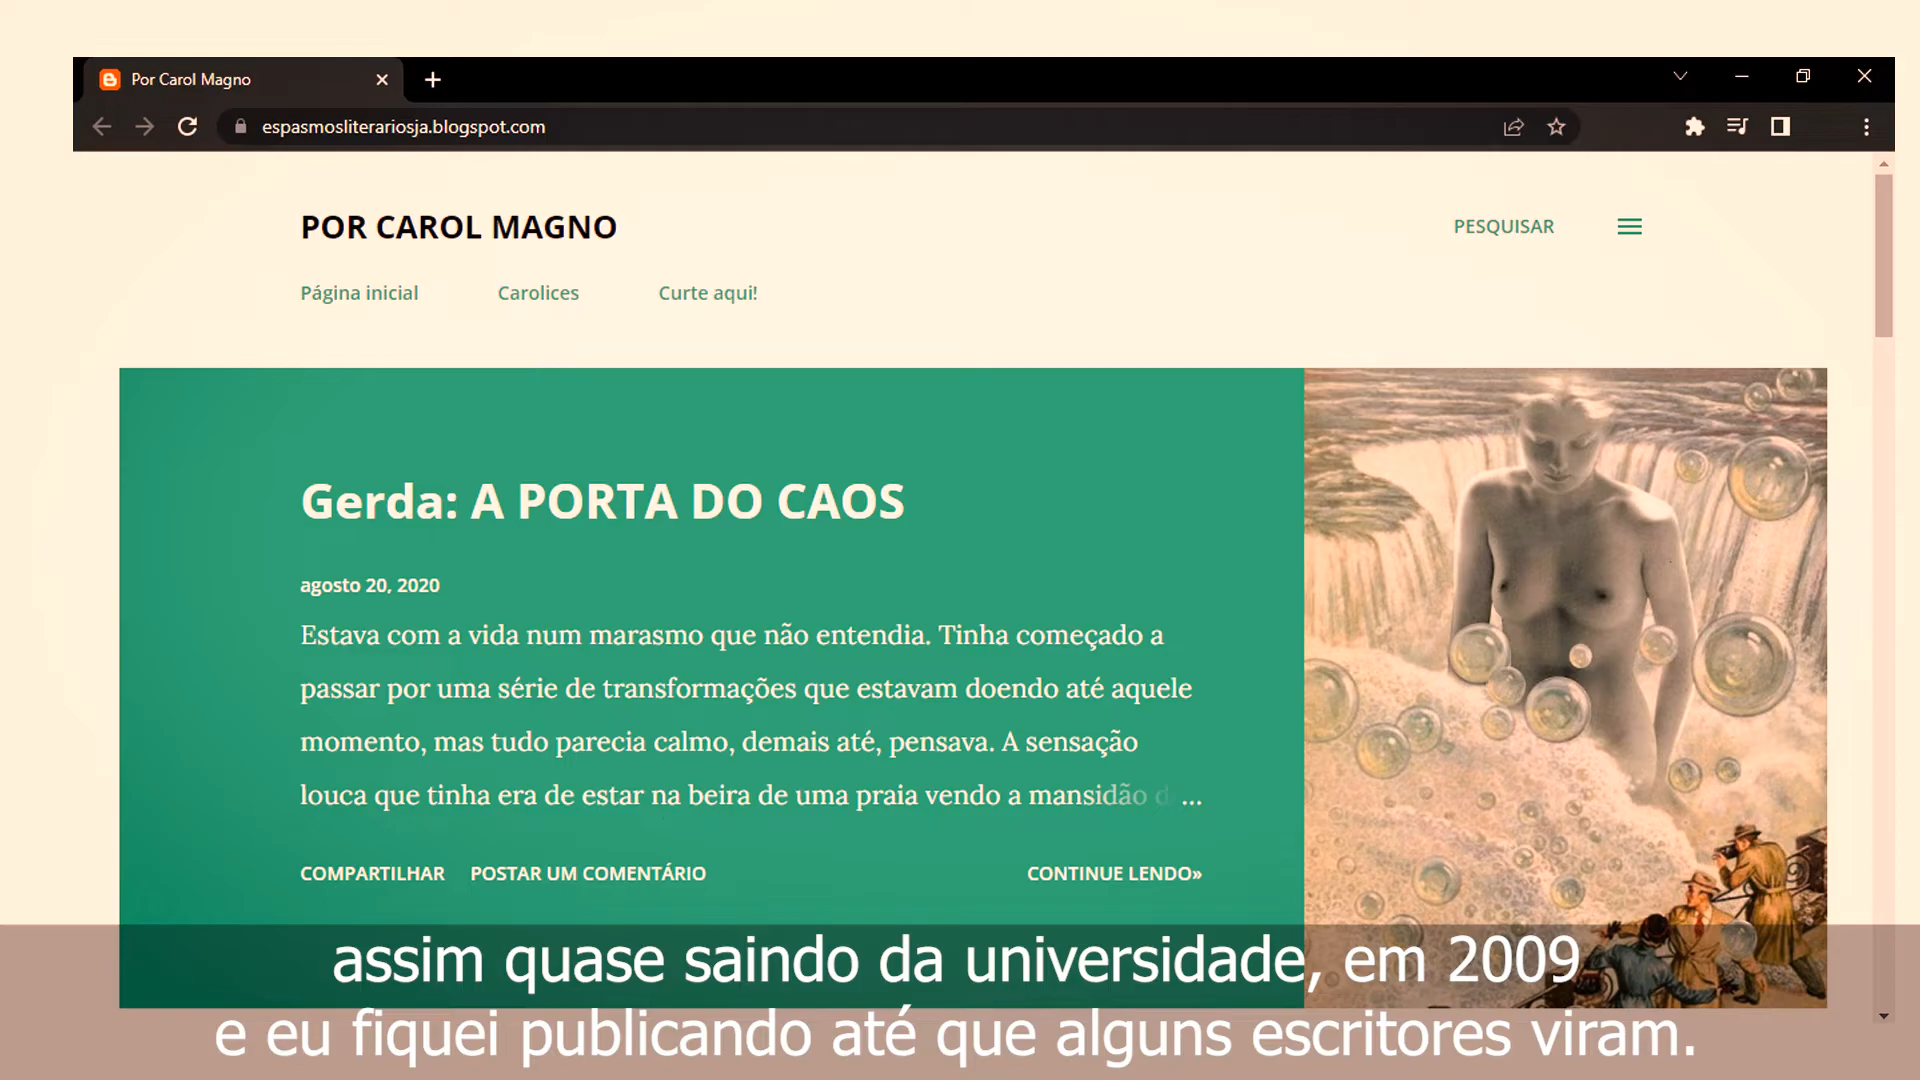 Por Carol Magno
espasmosliterariosja.blogspot.com
POR CAROL MAGNO
PESQUISAR
Página inicial
Carolices
Curte aqui!
Gerda: A PORTA DO CAOS
agosto 20, 2020
Estava com a vida num marasmo que não entendia. Tinha começado a
passar por uma série de transformações que estavam doendo até aquele
momento, mas tudo parecia calmo, demais até, pensava. A sensação
louca que tinha era de estar na beira de uma praia vendo a mansidão d ...
COMPARTILHAR
POSTAR UM COMENTÁRIO
CONTINUE LENDO»
assim quase saindo da universidade, em 2009
e eu fiquei publicando até que alguns escritores viram.